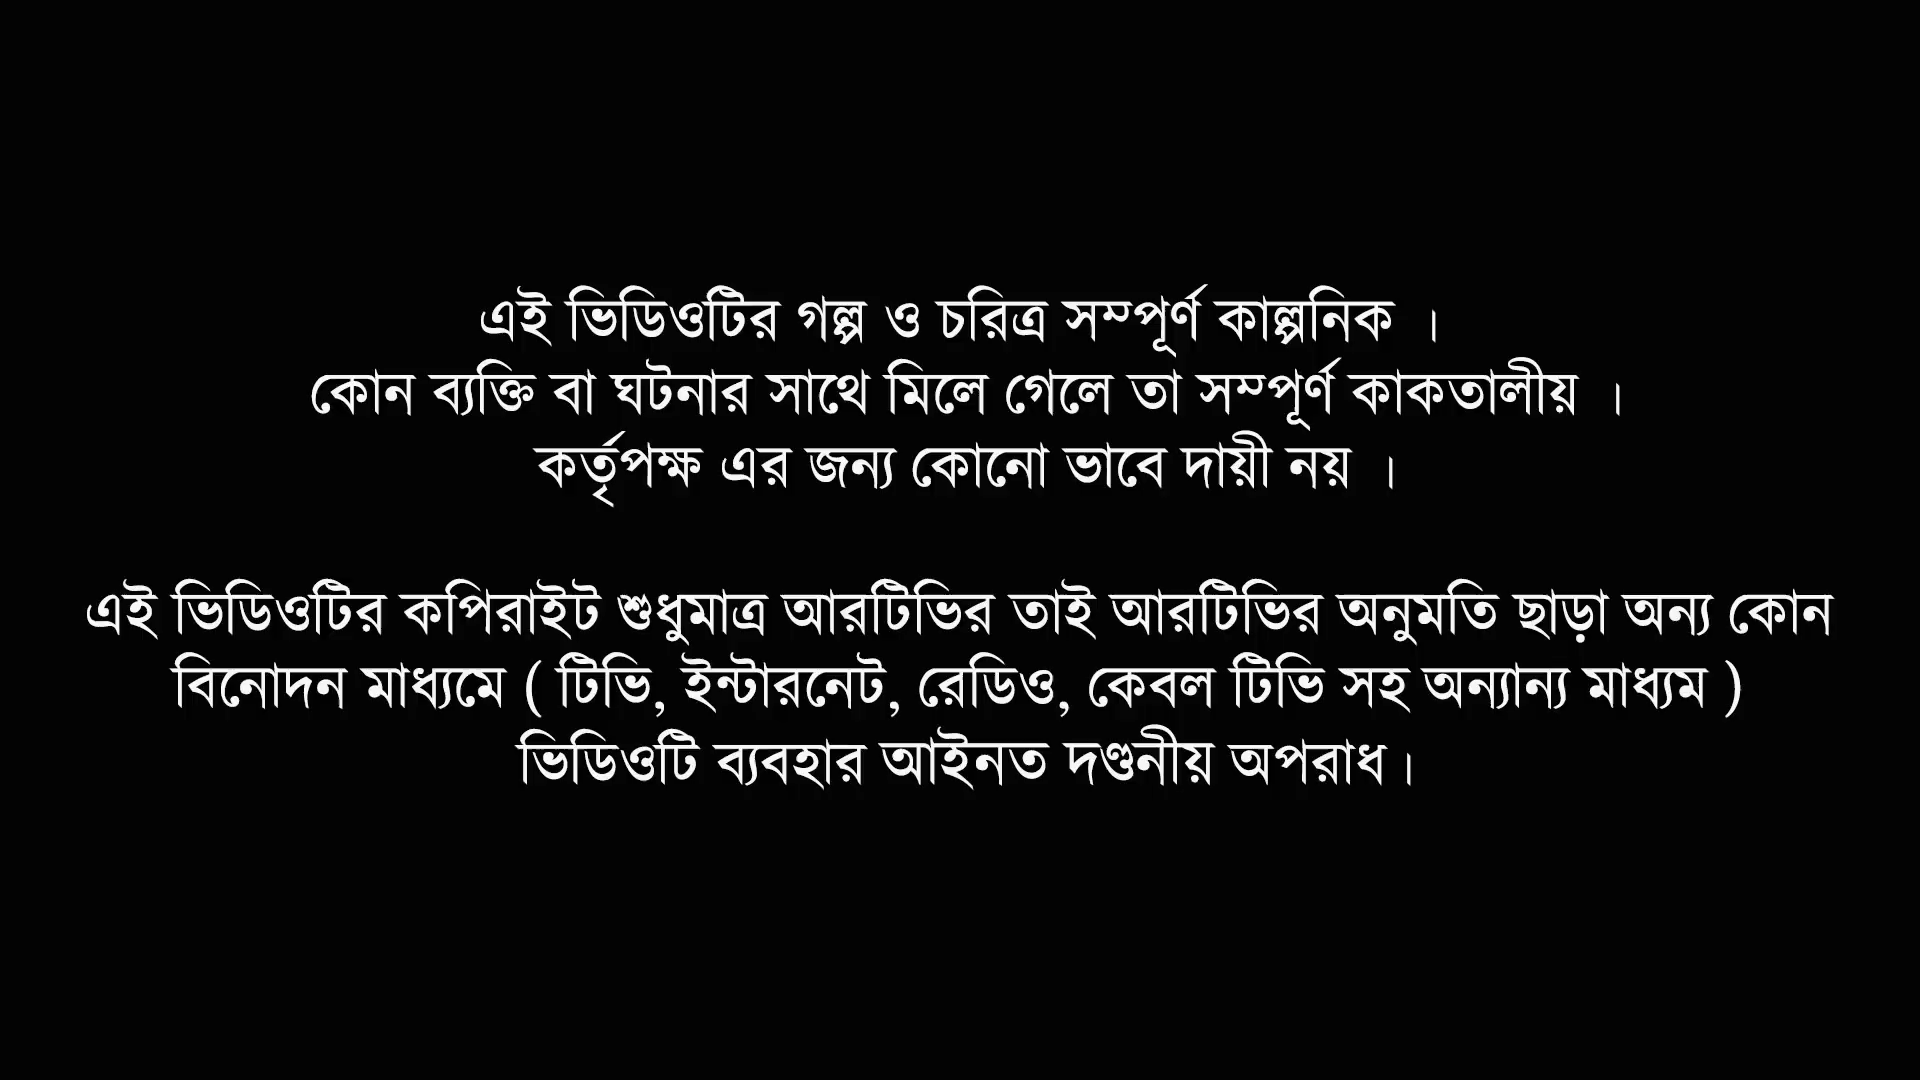 এই ভিডিওটির গল্প ও চরিত্র সম্পূর্ণ কাল্পনিক ।
কোন ব্যক্তি বা ঘটনার সাথে মিলে গেলে তা সম্পূর্ণ কাকতালীয় ।
কর্তৃপক্ষ এর জন্য কোনো ভাবে দায়ী নয় ।
এই ভিডিওটির কপিরাইট শুধুমাত্র আরটিভির তাই আরটিভির অনুমতি ছাড়া অন্য কোন
বিনোদন মাধ্যমে ( টিভি, ইন্টারনেট, রেডিও, কেবল টিভি সহ অন্যান্য মাধ্যম )
ভিডিওটি ব্যবহার আইনত দণ্ডনীয় অপরাধ।